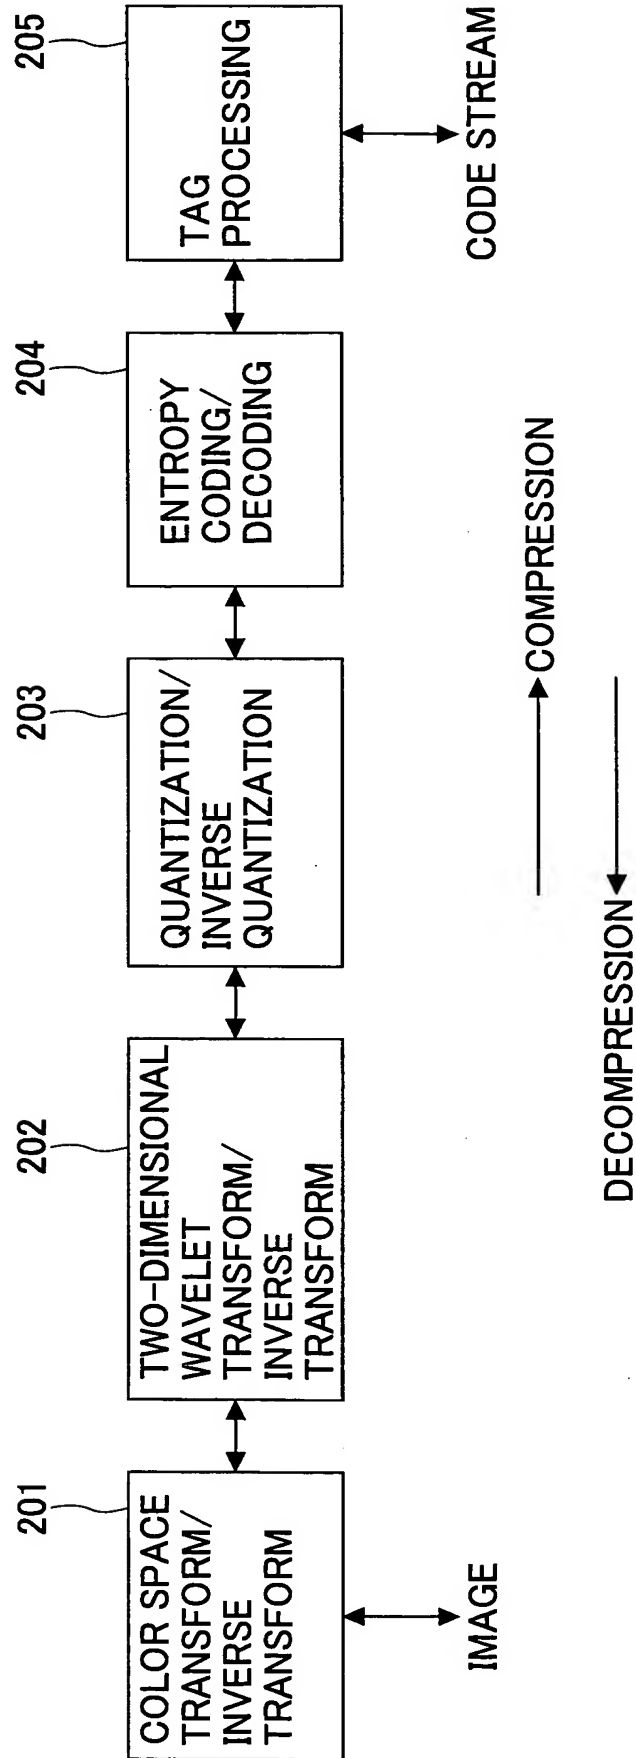 201
COLOR SPACE
TRANSFORM/
INVERSE
TRANSFORM
IMAGE
202
TWO-DIMENSIONAL
WAVELET
TRANSFORM/
INVERSE
TRANSFORM
203
QUANTIZATION/
INVERSE
QUANTIZATION
204
ENTROPY
CODING/
DECODING
205
TAG
PROCESSING
CODE STREAM
COMPRESSION
DECOMPRESSION